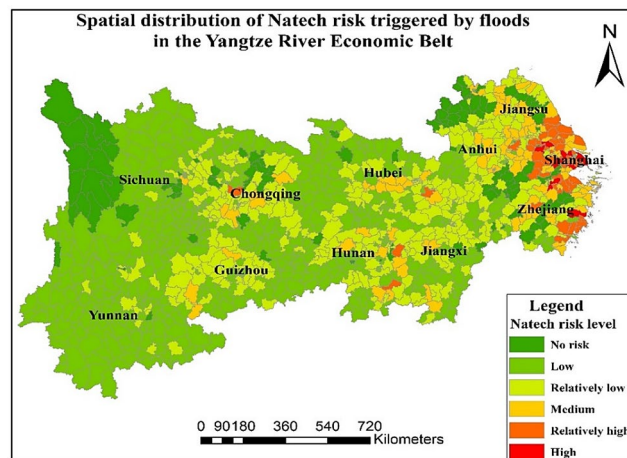 Spatial distribution of Natech risk triggered by floods
in the Yangtze River Economic Belt
N
Jiangsu
Anhui
Shanghai
Hubei
Sichuan
Chongqing
Zhejiang
Hunan
Jiangxi
Guizhou
Yunnan
Legend
Natech risk level
No risk
Low
Relatively low
Medium
Relatively high
High
0 90 180 360 540 720
Kilometers